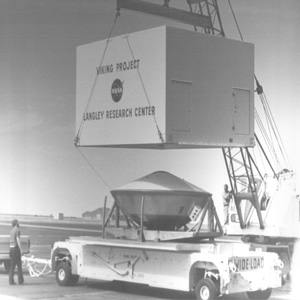 VIKING PROJECT
NASA
LANGLEY RESEARCH CENTER
WIDE-LOAD